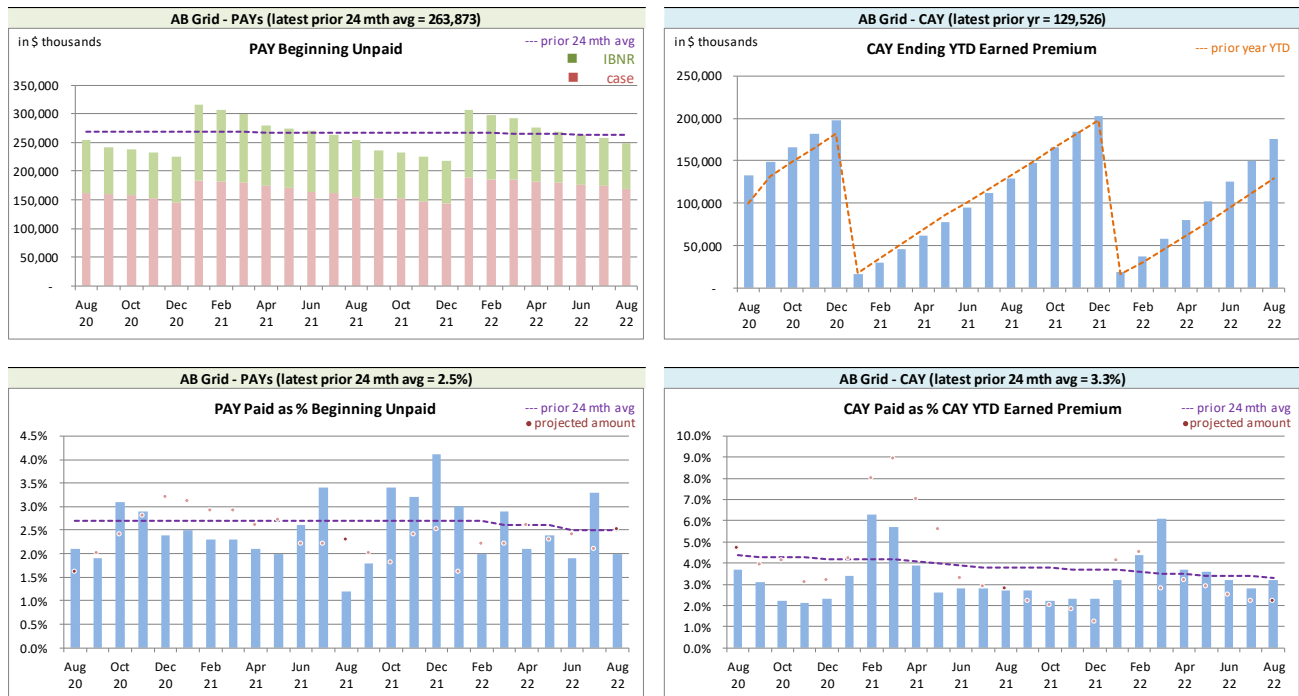 AB Grid - PAYs (latest prior 24 mth avg = 263,873)
in $ thousands
PAY Beginning Unpaid
--- prior 24 mth avg
IBNR
case
350,000
300,000
250,000
200,000
150,000
100,000
50,000
-
Aug Oct Dec Feb Apr Jun Aug Oct Dec Feb Apr Jun Aug
20 20 20 21 21 21 21 21 21 22 22 22 22
AB Grid - CAY (latest prior yr = 129,526)
in $ thousands
CAY Ending YTD Earned Premium
--- prior year YTD
250,000
200,000
150,000
100,000
50,000
-
Aug Oct Dec Feb Apr Jun Aug Oct Dec Feb Apr Jun Aug
20 20 20 21 21 21 21 21 21 22 22 22 22
AB Grid - PAYs (latest prior 24 mth avg = 2.5%)
PAY Paid as % Beginning Unpaid
--- prior 24 mth avg
• projected amount
4.5%
4.0%
3.5%
3.0%
2.5%
2.0%
1.5%
1.0%
0.5%
0.0%
Aug Oct Dec Feb Apr Jun Aug Oct Dec Feb Apr Jun Aug
20 20 20 21 21 21 21 21 21 22 22 22 22
AB Grid - CAY (latest prior 24 mth avg = 3.3%)
CAY Paid as % CAY YTD Earned Premium
--- prior 24 mth avg
• projected amount
10.0%
9.0%
8.0%
7.0%
6.0%
5.0%
4.0%
3.0%
2.0%
1.0%
0.0%
Aug Oct Dec Feb Apr Jun Aug Oct Dec Feb Apr Jun Aug
20 20 20 21 21 21 21 21 21 22 22 22 22